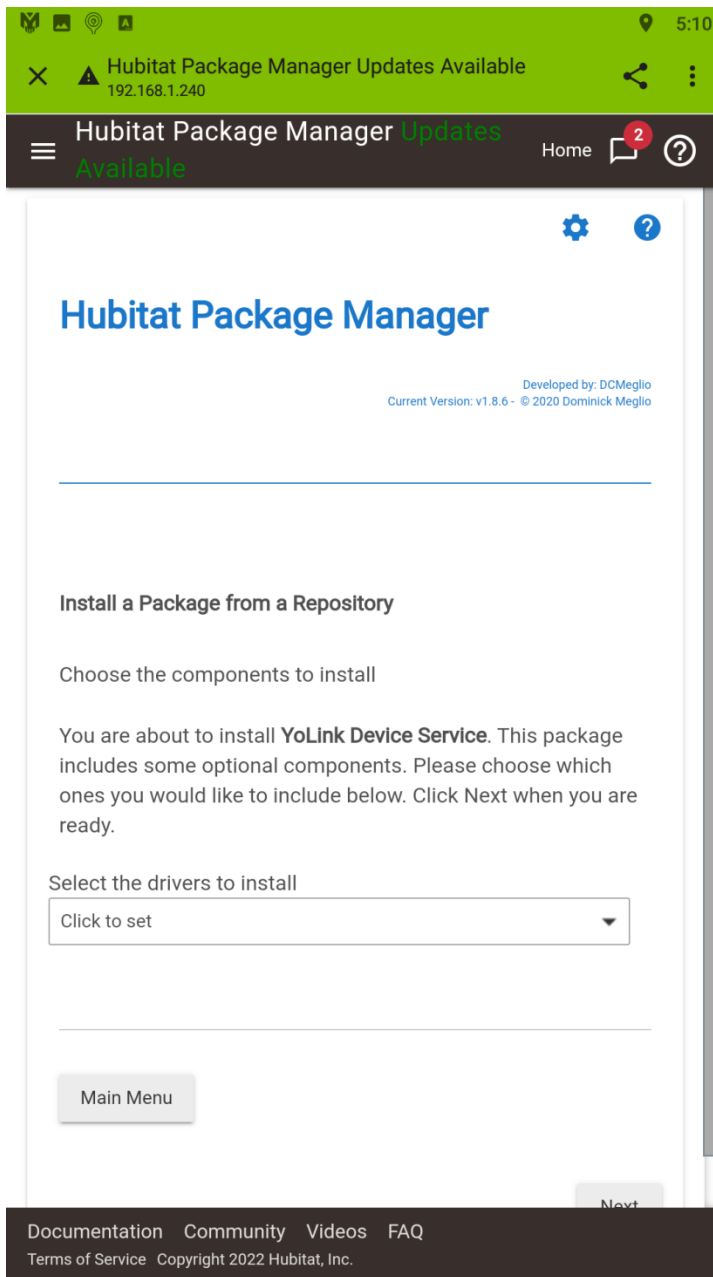 5:10
Hubitat Package Manager Updates Available
192.168.1.240
Hubitat Package Manager Updates
Available
Home
2
Hubitat Package Manager
Developed by: DCMeglio
Current Version: v1.8.6 - © 2020 Dominick Meglio
Install a Package from a Repository
Choose the components to install
You are about to install YoLink Device Service. This package
includes some optional components. Please choose which
ones you would like to include below. Click Next when you are
ready.
Select the drivers to install
Click to set
Main Menu
Next
Documentation Community Videos FAQ
Terms of Service Copyright 2022 Hubitat, Inc.